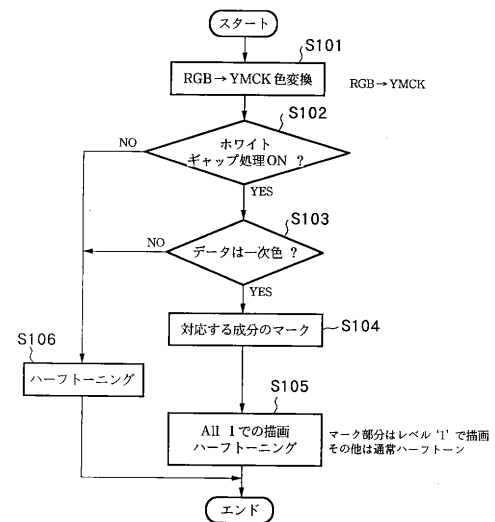 スタート
S101
RGB→YMCK色変換
RGB→YMCK
S102
ホワイト
ギャップ処理ON ?
NO
YES
S103
データは一次色 ?
NO
YES
対応する成分のマーク
S104
S106
ハーフトーニング
S105
All 1での描画
ハーフトーニング
マーク部分はレベル '1' で描画
その他は通常ハーフトーン
エンド